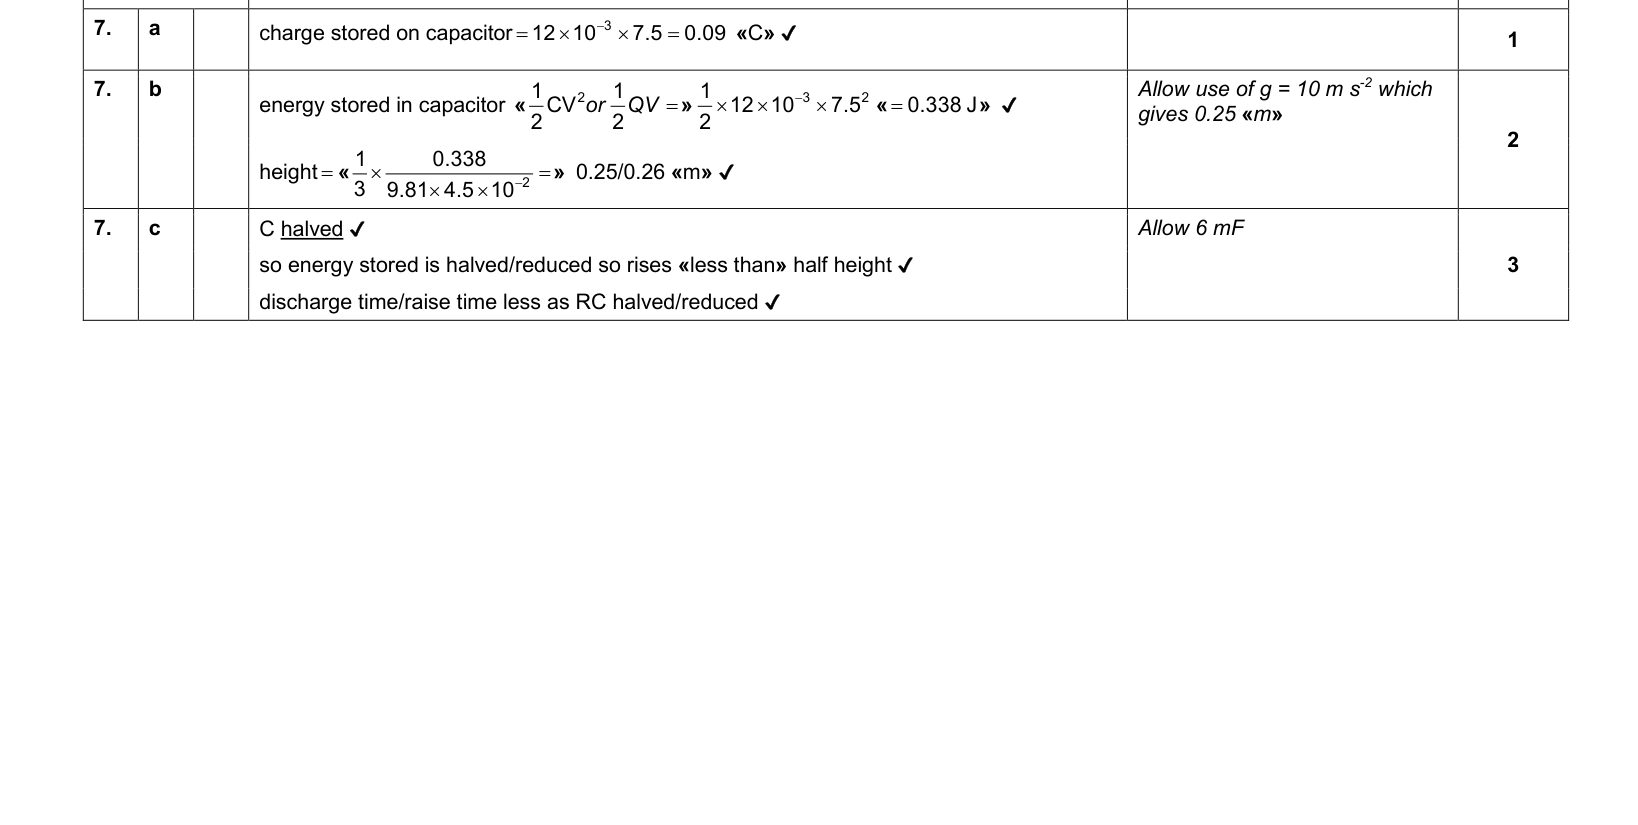 7. a charge stored on capacitor = 12 × 10⁻³ × 7.5 = 0.09 «C» ✓ 1
7. b energy stored in capacitor «1/2 CV² or 1/2 QV =» 1/2 × 12 × 10⁻³ × 7.5² «= 0.338 J» ✓ Allow use of g = 10 m s⁻² which
gives 0.25 «m»
2
height = «1/3 × 0.338/(9.81 × 4.5 × 10⁻²) =» 0.25/0.26 «m» ✓
7. c C halved ✓ Allow 6 mF
so energy stored is halved/reduced so rises «less than» half height ✓ 3
discharge time/raise time less as RC halved/reduced ✓